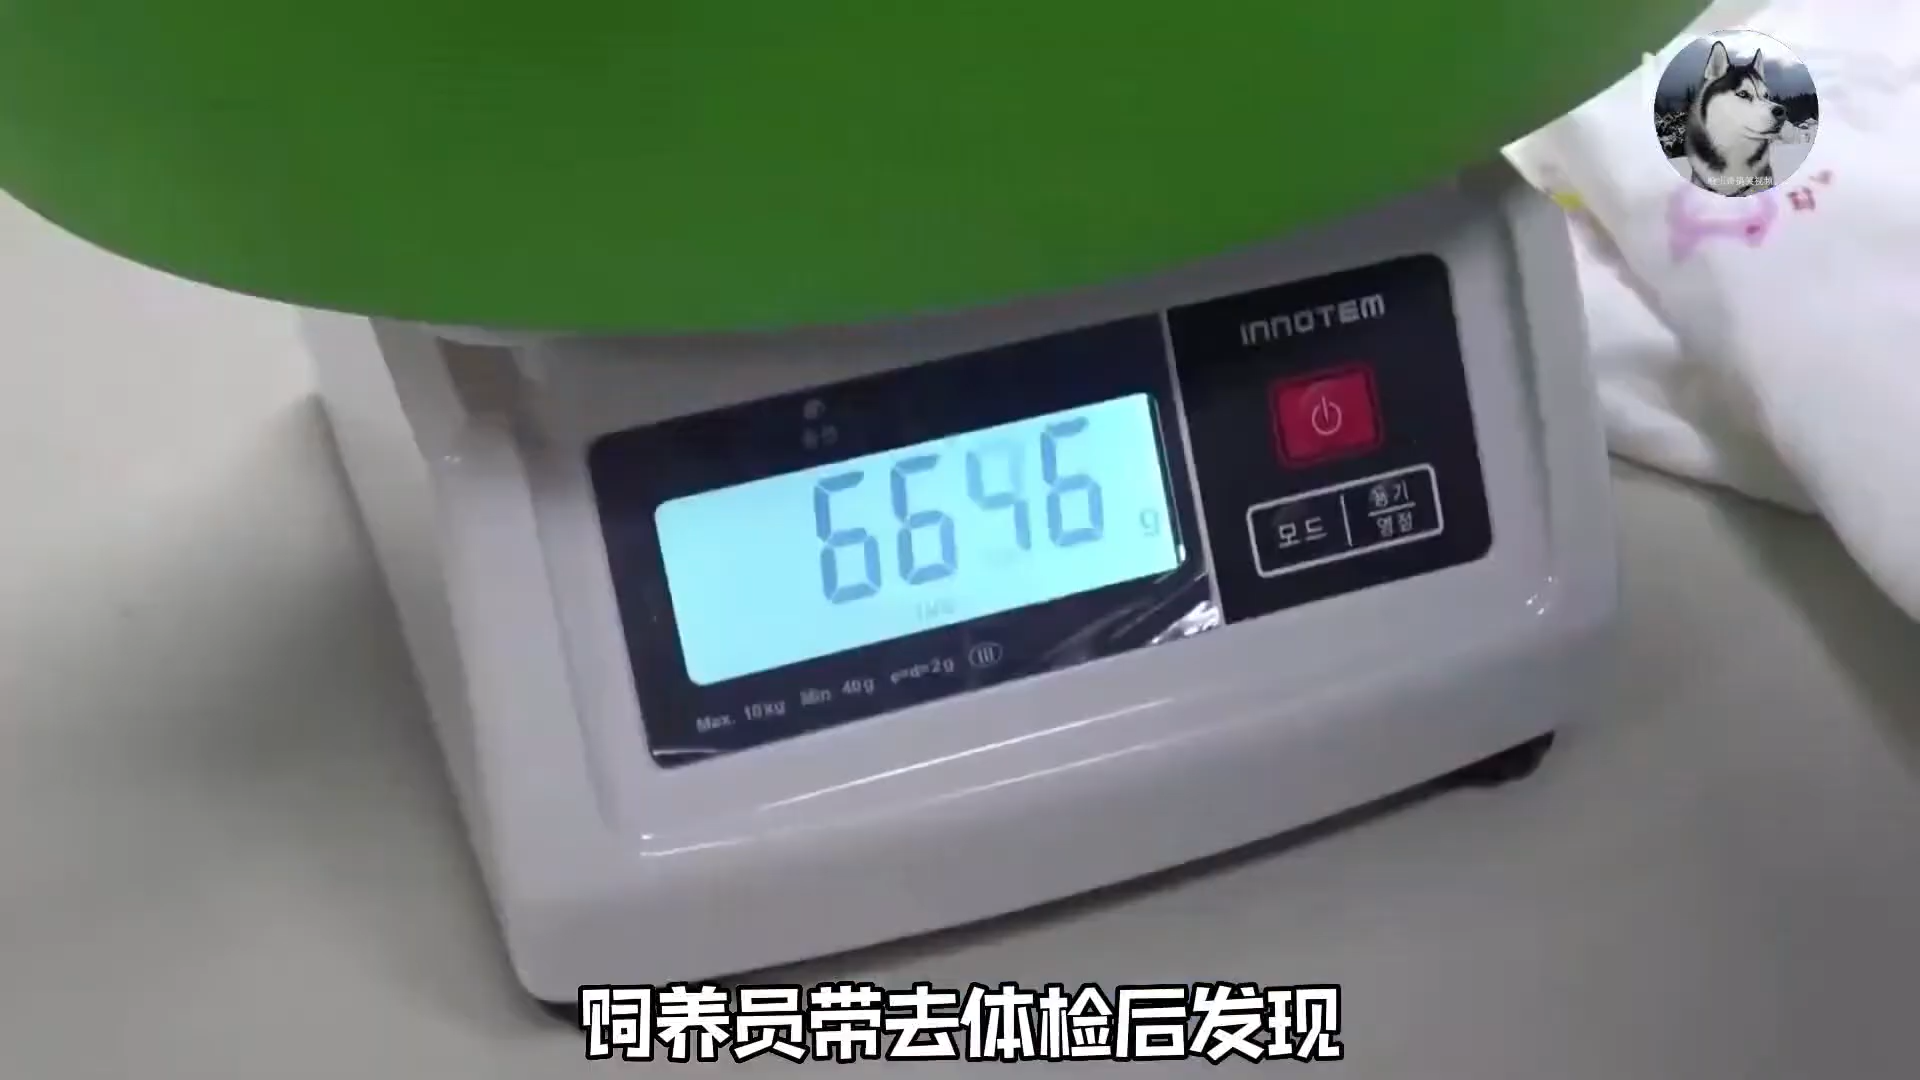 INNOTEM
6646 g
모드
용기
영점
Max. 10kg Min 40g e=d=2g III
饲养员带去体检后发现